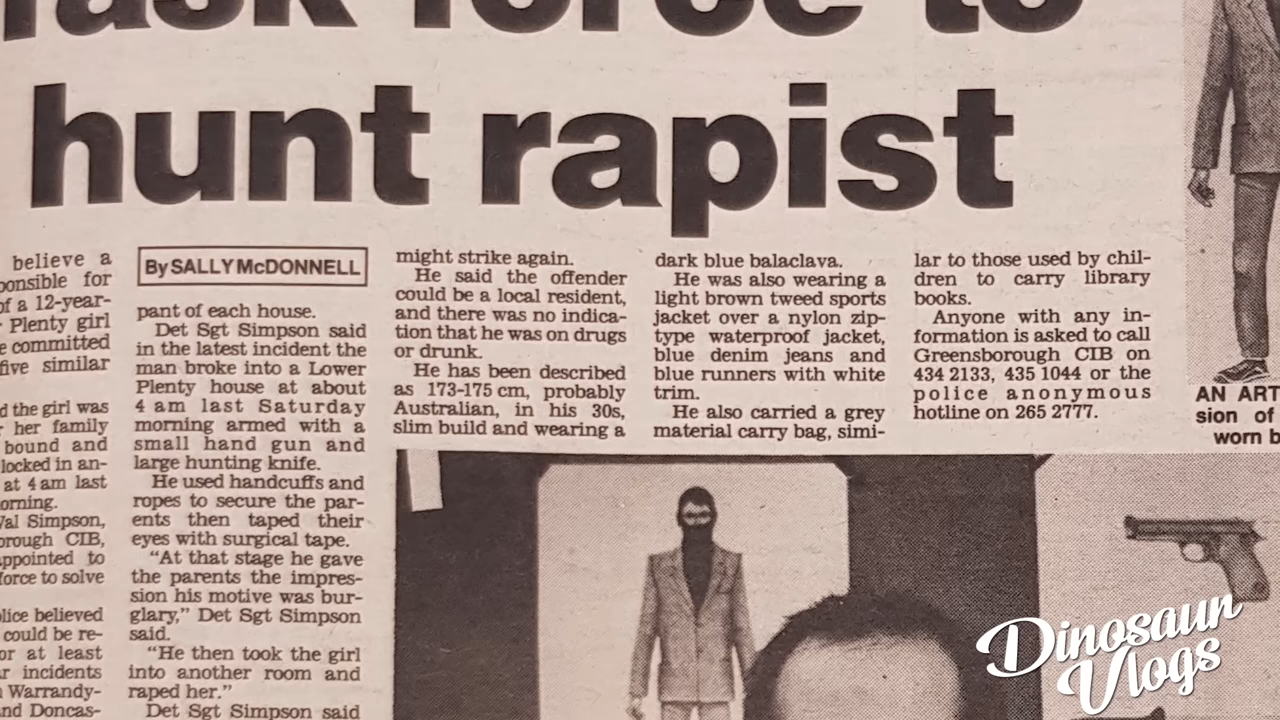 Task force to
hunt rapist
believe a
ponsible for
of a 12-year-
Plenty girl
e committed
five similar
d the girl was
her family
bound and
locked in an-
at 4 am last
orning.
Val Simpson,
orough CIB,
appointed to
force to solve
olice believed
could be re-
or at least
r incidents
Warrandy-
nd Doncas-
By SALLY McDONNELL
pant of each house.
Det Sgt Simpson said
in the latest incident the
man broke into a Lower
Plenty house at about
4 am last Saturday
morning armed with a
small hand gun and
large hunting knife.
He used handcuffs and
ropes to secure the par-
ents then taped their
eyes with surgical tape.
“At that stage he gave
the parents the impres-
sion his motive was bur-
glary,” Det Sgt Simpson
said.
“He then took the girl
into another room and
raped her.”
Det Sgt Simpson said
might strike again.
He said the offender
could be a local resident,
and there was no indica-
tion that he was on drugs
or drunk.
He has been described
as 173-175 cm, probably
Australian, in his 30s,
slim build and wearing a
dark blue balaclava.
He was also wearing a
light brown tweed sports
jacket over a nylon zip-
type waterproof jacket,
blue denim jeans and
blue runners with white
trim.
He also carried a grey
material carry bag, simi-
lar to those used by chil-
dren to carry library
books.
Anyone with any in-
formation is asked to call
Greensborough CIB on
434 2133, 435 1044 or the
police anonymous
hotline on 265 2777.
AN ART
sion of
worn b
Dinosaun
Vlogs